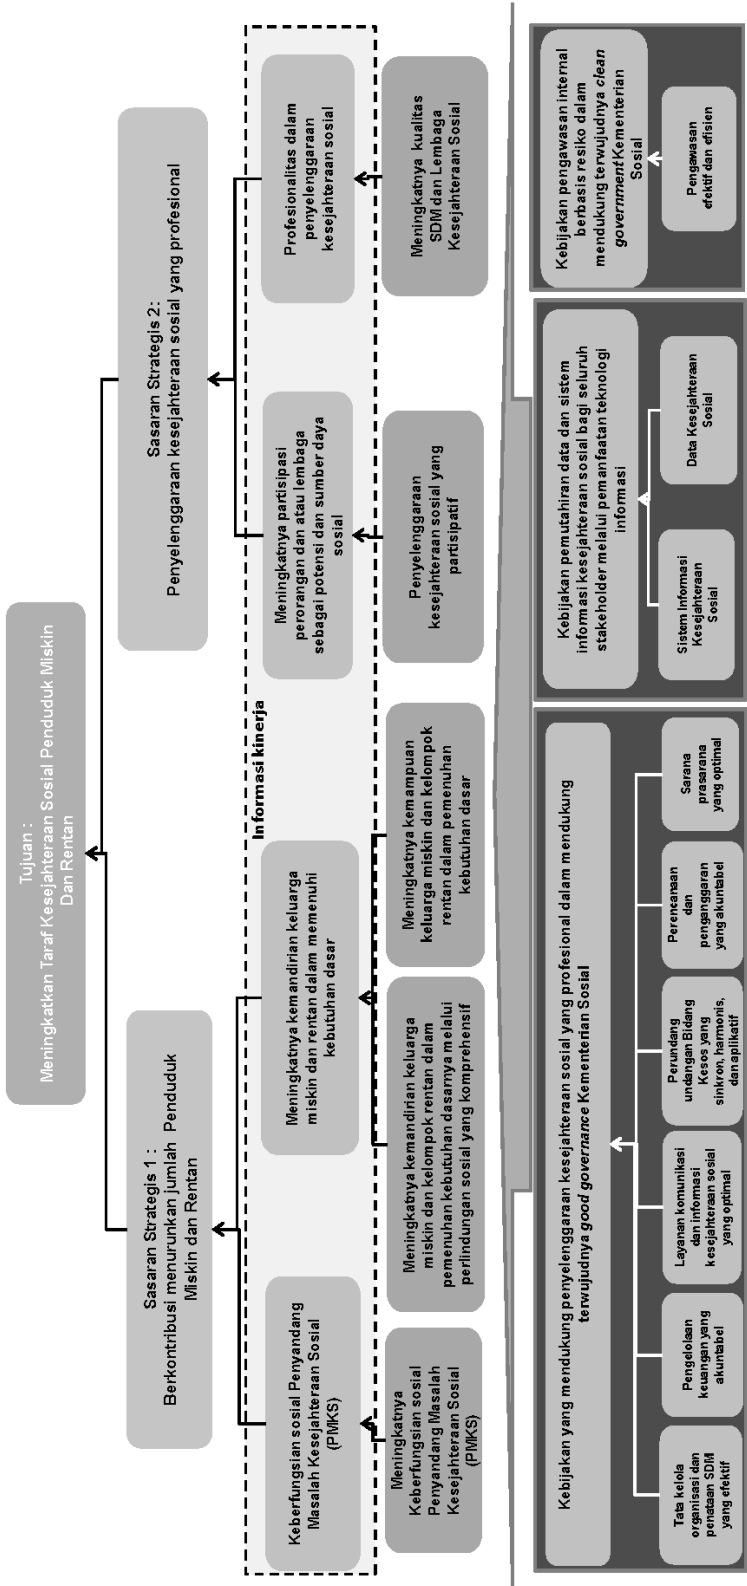 Tujuan :
Meningkatkan Taraf Kesejahteraan Sosial Penduduk Miskin
Dan Rentan
Sasaran Strategis 1 :
Berkontribusi menurunkan jumlah Penduduk
Miskin dan Rentan
Sasaran Strategis 2:
Penyelenggaraan kesejahteraan sosial yang profesional
Informasi kinerja
Keberfungsian sosial Penyandang
Masalah Kesejahteraan Sosial
(PMKS)
Meningkatnya kemandirian keluarga
miskin dan rentan dalam memenuhi
kebutuhan dasar
Meningkatnya partisipasi
perorangan dan atau lembaga
sebagai potensi dan sumber daya
sosial
Profesionalitas dalam
penyelenggaraan
kesejahteraan sosial
Meningkatnya
Keberfungsian sosial
Penyandang Masalah
Kesejahteraan Sosial
(PMKS)
Meningkatnya kemandirian keluarga
miskin dan kelompok rentan dalam
pemenuhan kebutuhan dasarnya melalui
perlindungan sosial yang komprehensif
Meningkatnya kemampuan
keluarga miskin dan kelompok
rentan dalam pemenuhan
kebutuhan dasar
Penyelenggaraan
kesejahteraan sosial yang
partisipatif
Meningkatnya kualitas
SDM dan Lembaga
Kesejahteraan Sosial
Kebijakan yang mendukung penyelenggaraan kesejahteraan sosial yang profesional dalam mendukung
terwujudnya good governance Kementerian Sosial
Tata kelola
organisasi dan
penataan SDM
yang efektif
Pengelolaan
keuangan yang
akuntabel
Layanan komunikasi
dan informasi
kesejahteraan sosial
yang optimal
Perundang
undangan Bidang
Kesos yang
sinkron, harmonis,
dan aplikatif
Perencanaan
dan
penganggaran
yang akuntabel
Sarana
prasarana
yang optimal
Kebijakan pemutahiran data dan sistem
informasi kesejahteraan sosial bagi seluruh
stakeholder melalui pemanfaatan teknologi
informasi
Sistem Informasi
Kesejahteraan
Sosial
Data Kesejahteraan
Sosial
Kebijakan pengawasan internal
berbasis resiko dalam
mendukung terwujudnya clean
government Kementerian
Sosial
Pengawasan
efektif dan efisien